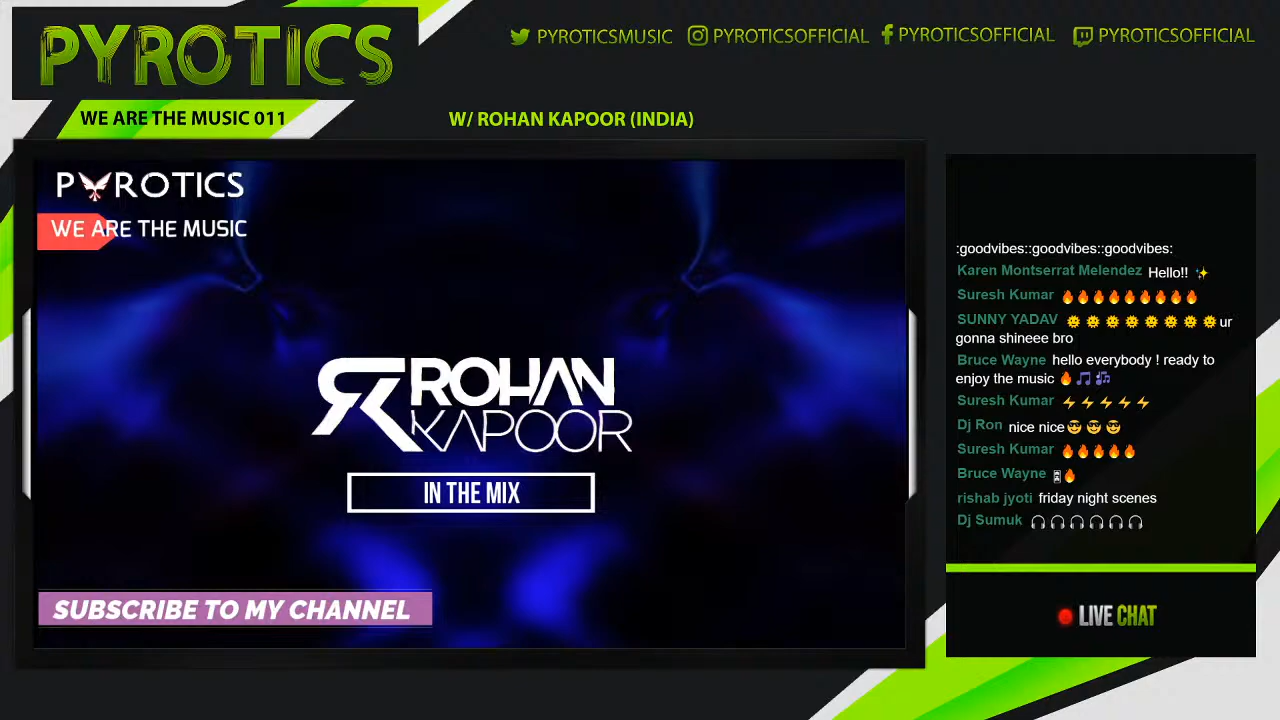 PYROTICS
PYROTICSMUSIC PYROTICSOFFICIAL PYROTICSOFFICIAL PYROTICSOFFICIAL
WE ARE THE MUSIC 011
W/ ROHAN KAPOOR (INDIA)
PYROTICS
WE ARE THE MUSIC
RK ROHAN
KAPOOR
IN THE MIX
SUBSCRIBE TO MY CHANNEL
:goodvibes::goodvibes::goodvibes:
Karen Montserrat Melendez Hello!! ✨
Suresh Kumar 🔥🔥🔥🔥🔥🔥🔥🔥🔥
SUNNY YADAV 🌞🌞🌞🌞🌞🌞🌞🌞ur
gonna shineee bro
Bruce Wayne hello everybody ! ready to
enjoy the music 🔥🎵🎶
Suresh Kumar ⚡⚡⚡⚡⚡
Dj Ron nice nice😎😎😎
Suresh Kumar 🔥🔥🔥🔥🔥
Bruce Wayne 🎛🔥
rishab jyoti friday night scenes
Dj Sumuk 🎧🎧🎧🎧🎧🎧
LIVE CHAT